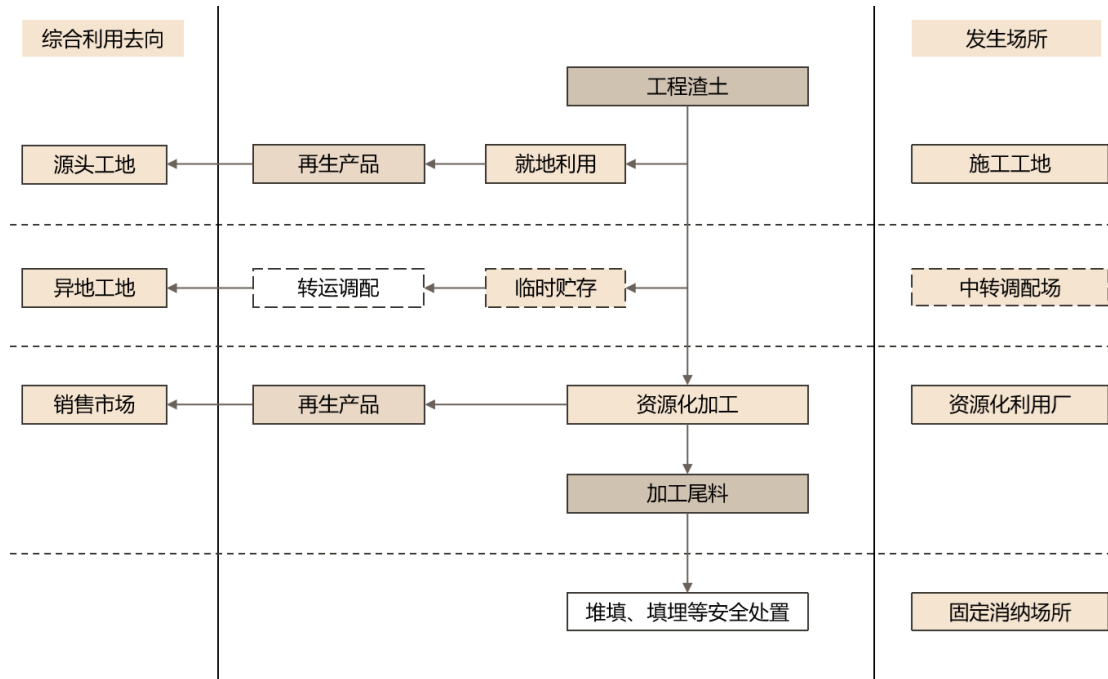 综合利用去向
发生场所
工程渣土
源头工地
再生产品
就地利用
施工工地
异地工地
转运调配
临时贮存
中转调配场
销售市场
再生产品
资源化加工
资源化利用厂
加工尾料
堆填、填埋等安全处置
固定消纳场所